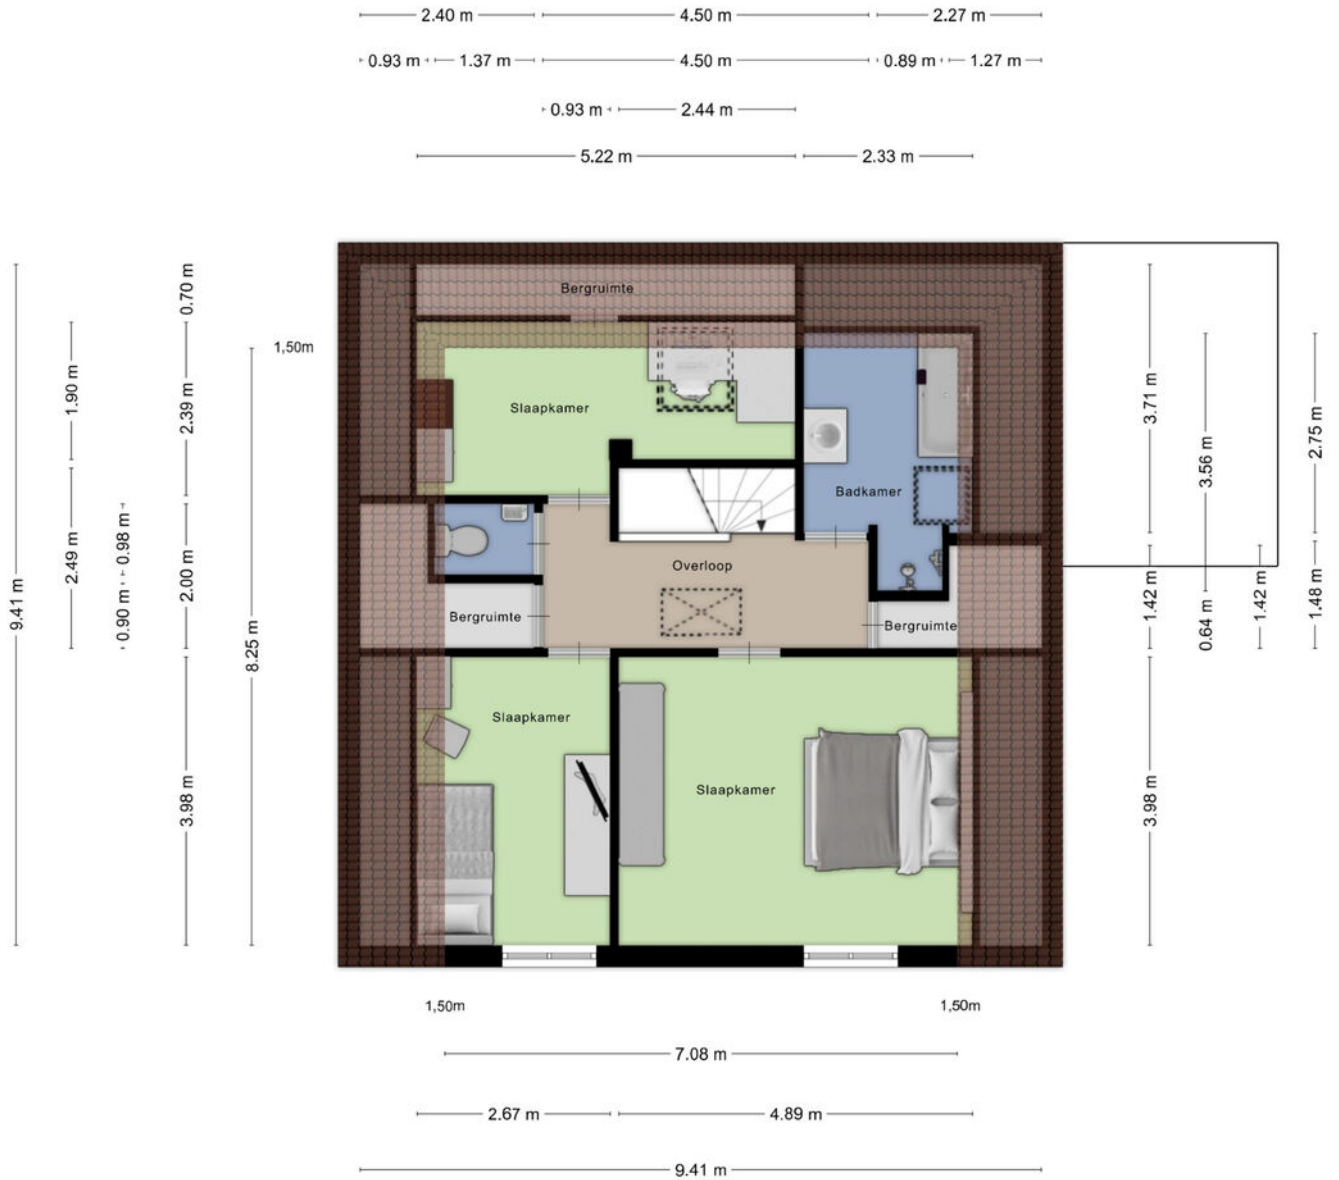 2.40 m 4.50 m 2.27 m
0.93 m 1.37 m 4.50 m 0.89 m 1.27 m
0.93 m 2.44 m
5.22 m 2.33 m
9.41 m
1.90 m
2.49 m
0.90 m
0.98 m
0.70 m
2.39 m
2.00 m
3.98 m
8.25 m
1,50m
Bergruimte
Slaapkamer
Badkamer
Overloop
Bergruimte
Bergruimte
Slaapkamer
Slaapkamer
3.71 m
1.42 m
3.98 m
3.56 m
0.64 m
1.42 m
2.75 m
1.48 m
1,50m 1,50m
7.08 m
2.67 m 4.89 m
9.41 m